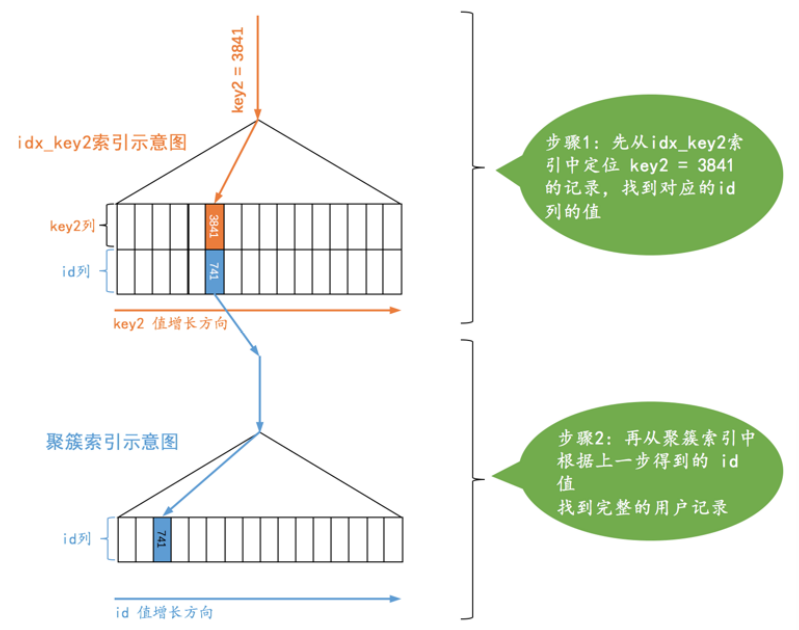 key2 = 3841
idx_key2索引示意图
步骤1：先从idx_key2索
引中定位 key2 = 3841
的记录，找到对应的id
列的值
key2列
3841
id列
741
key2 值增长方向
聚簇索引示意图
步骤2：再从聚簇索引中
根据上一步得到的 id
值
找到完整的用户记录
id列
741
id 值增长方向